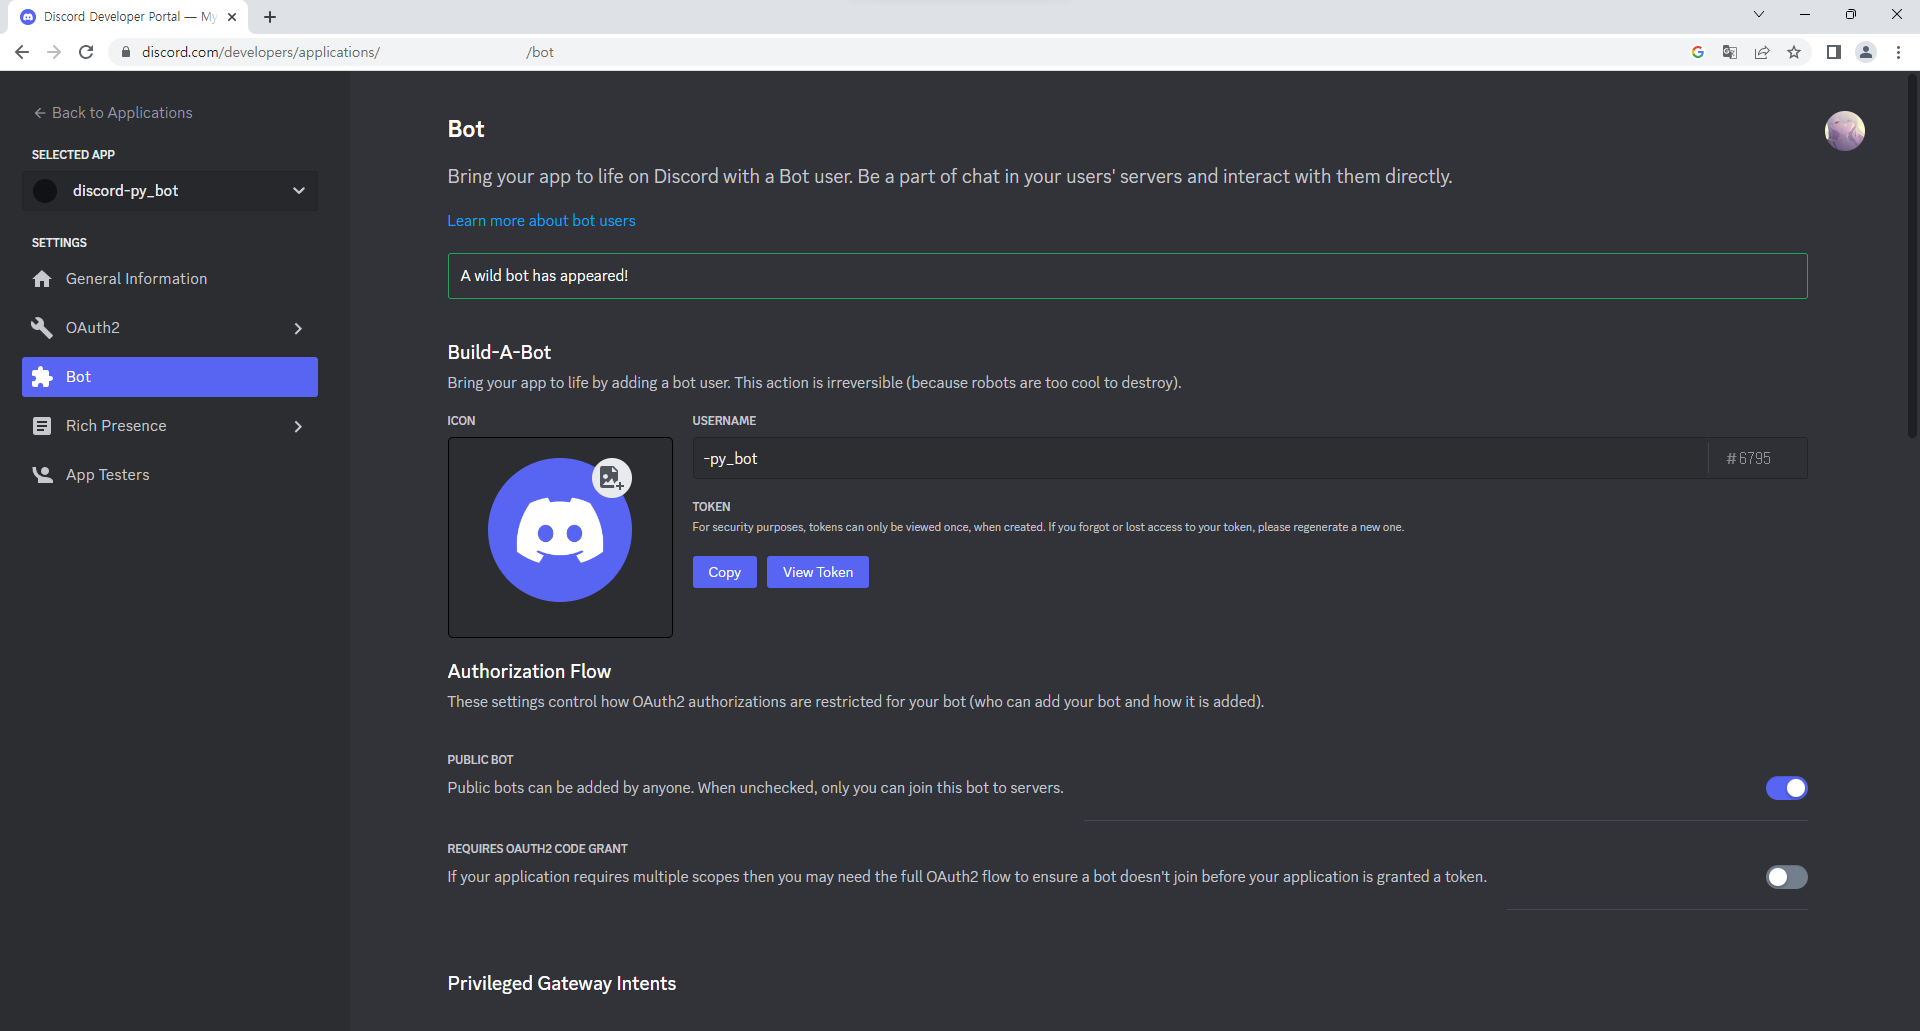 Discord Developer Portal — My
discord.com/developers/applications/ /bot
Back to Applications
SELECTED APP
discord-py_bot
SETTINGS
General Information
OAuth2
Bot
Rich Presence
App Testers
Bot
Bring your app to life on Discord with a Bot user. Be a part of chat in your users' servers and interact with them directly.
Learn more about bot users
A wild bot has appeared!
Build-A-Bot
Bring your app to life by adding a bot user. This action is irreversible (because robots are too cool to destroy).
ICON
USERNAME
-py_bot
#6795
TOKEN
For security purposes, tokens can only be viewed once, when created. If you forgot or lost access to your token, please regenerate a new one.
Copy
View Token
Authorization Flow
These settings control how OAuth2 authorizations are restricted for your bot (who can add your bot and how it is added).
PUBLIC BOT
Public bots can be added by anyone. When unchecked, only you can join this bot to servers.
REQUIRES OAUTH2 CODE GRANT
If your application requires multiple scopes then you may need the full OAuth2 flow to ensure a bot doesn't join before your application is granted a token.
Privileged Gateway Intents